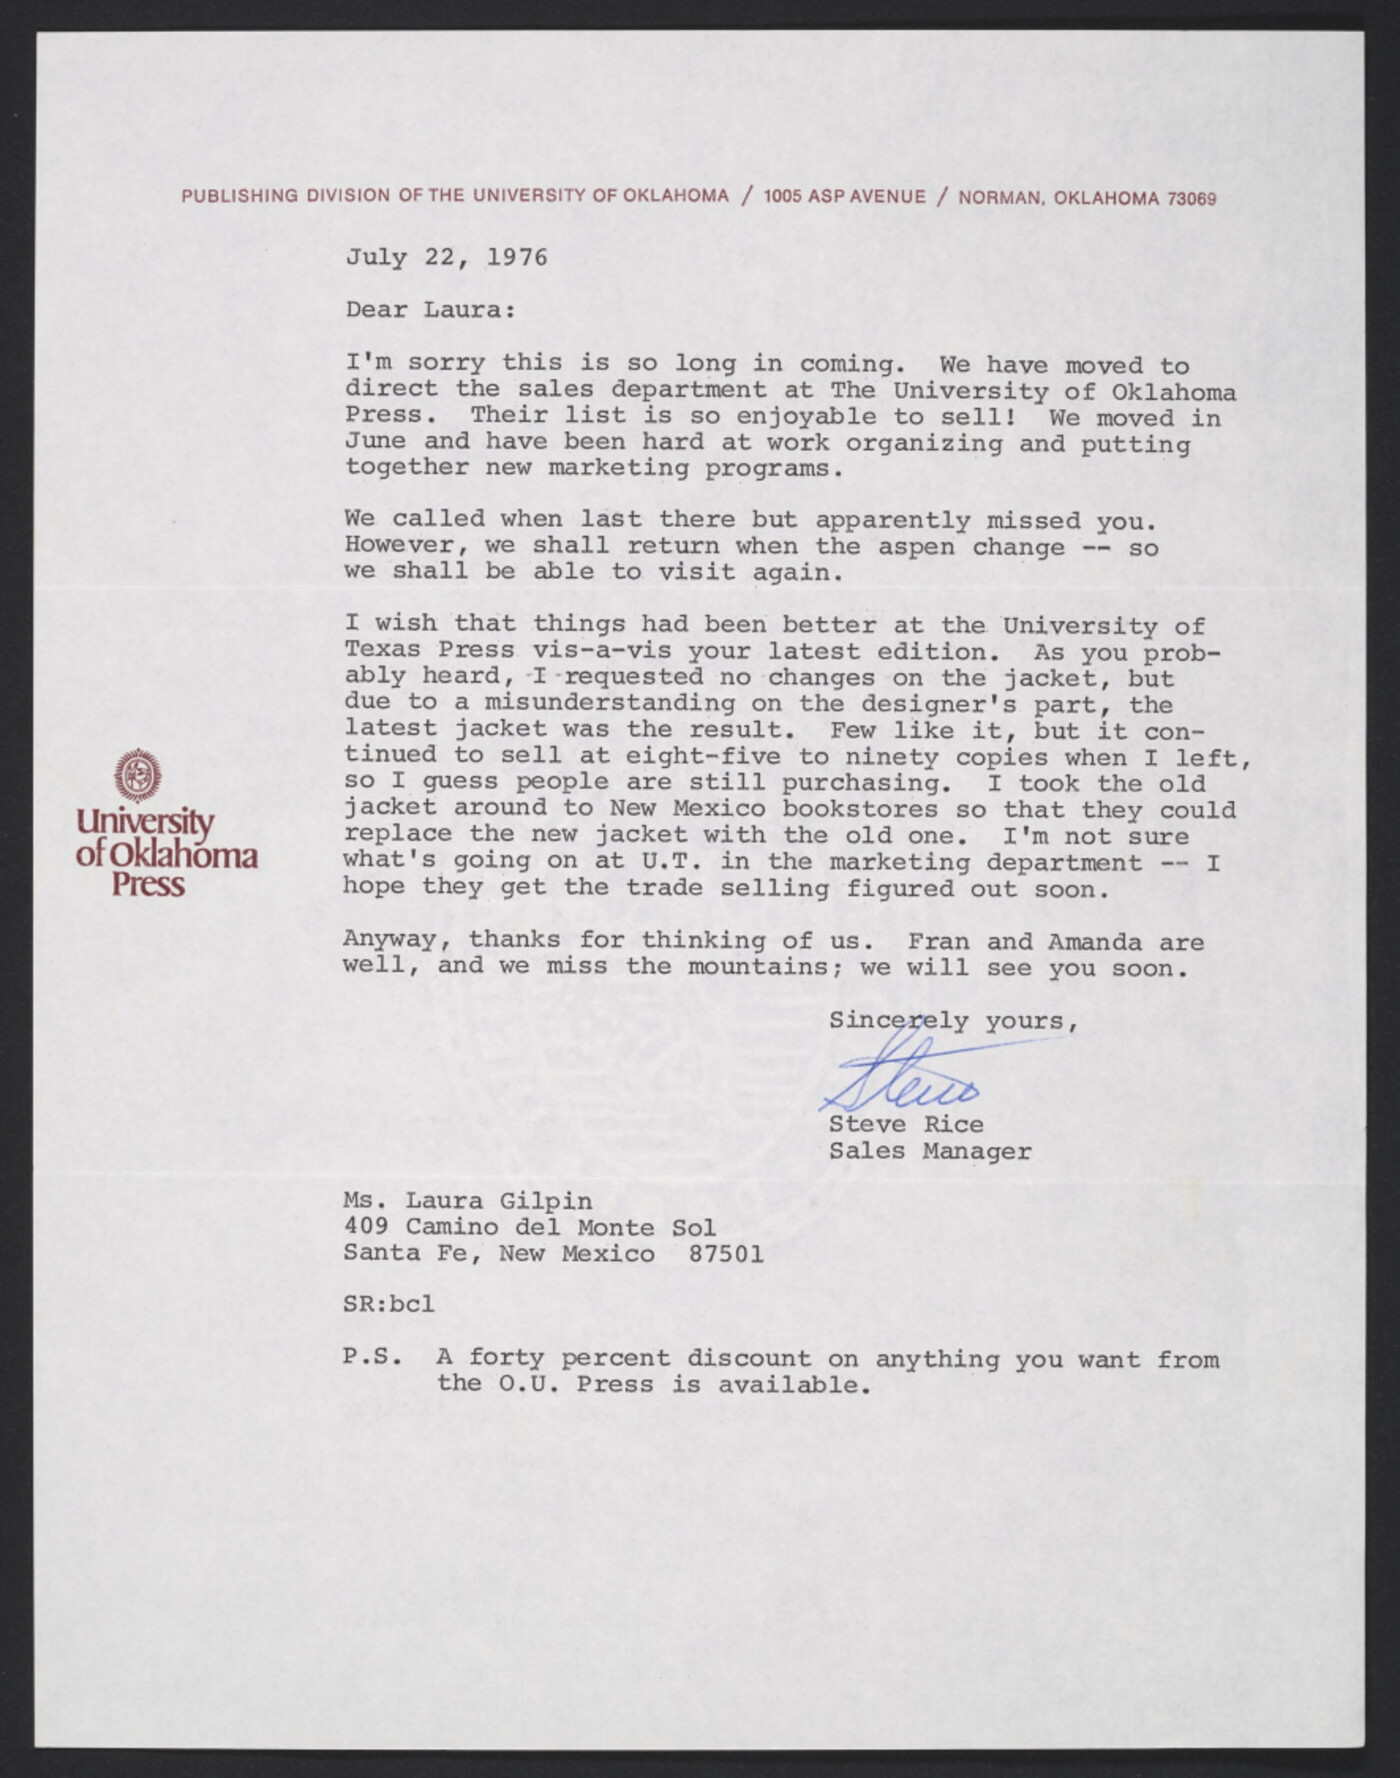 PUBLISHING DIVISION OF THE UNIVERSITY OF OKLAHOMA / 1005 ASP AVENUE / NORMAN, OKLAHOMA 73069
July 22, 1976
Dear Laura:
I'm sorry this is so long in coming. We have moved to
direct the sales department at The University of Oklahoma
Press. Their list is so enjoyable to sell! We moved in
June and have been hard at work organizing and putting
together new marketing programs.
We called when last there but apparently missed you.
However, we shall return when the aspen change -- so
we shall be able to visit again.
I wish that things had been better at the University of
Texas Press vis-a-vis your latest edition. As you prob-
ably heard, I requested no changes on the jacket, but
due to a misunderstanding on the designer's part, the
latest jacket was the result. Few like it, but it con-
tinued to sell at eight-five to ninety copies when I left,
so I guess people are still purchasing. I took the old
jacket around to New Mexico bookstores so that they could
replace the new jacket with the old one. I'm not sure
what's going on at U.T. in the marketing department -- I
hope they get the trade selling figured out soon.
University
of Oklahoma
Press
Anyway, thanks for thinking of us. Fran and Amanda are
well, and we miss the mountains; we will see you soon.
Sincerely yours,
Steve
Steve Rice
Sales Manager
Ms. Laura Gilpin
409 Camino del Monte Sol
Santa Fe, New Mexico 87501
SR:bcl
P.S. A forty percent discount on anything you want from
the O.U. Press is available.